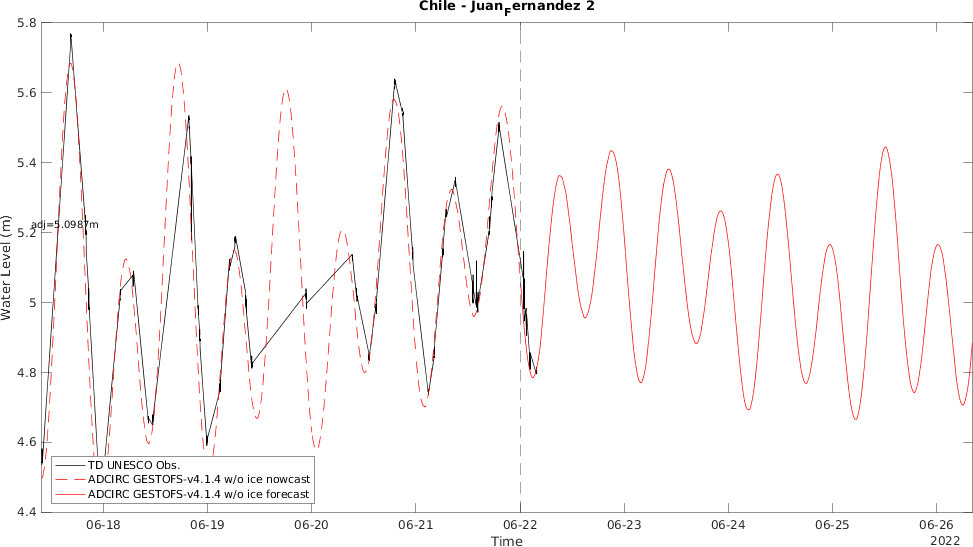 Chile - JuanFernandez 2
5.8
5.6
5.4
5.2
5
4.8
4.6
4.4
Water Level (m)
adj=5.0987m
TD UNESCO Obs.
ADCIRC GESTOFS-v4.1.4 w/o ice nowcast
ADCIRC GESTOFS-v4.1.4 w/o ice forecast
06-18 06-19 06-20 06-21 06-22 06-23 06-24 06-25 06-26
Time
2022